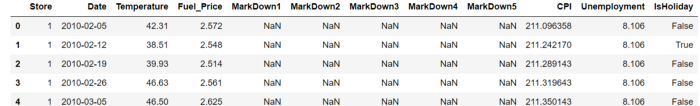 Store Date Temperature Fuel_Price MarkDown1 MarkDown2 MarkDown3 MarkDown4 MarkDown5 CPI Unemployment IsHoliday
0 1 2010-02-05 42.31 2.572 NaN NaN NaN NaN NaN 211.096358 8.106 False
1 1 2010-02-12 38.51 2.548 NaN NaN NaN NaN NaN 211.242170 8.106 True
2 1 2010-02-19 39.93 2.514 NaN NaN NaN NaN NaN 211.289143 8.106 False
3 1 2010-02-26 46.63 2.561 NaN NaN NaN NaN NaN 211.319643 8.106 False
4 1 2010-03-05 46.50 2.625 NaN NaN NaN NaN NaN 211.350143 8.106 False